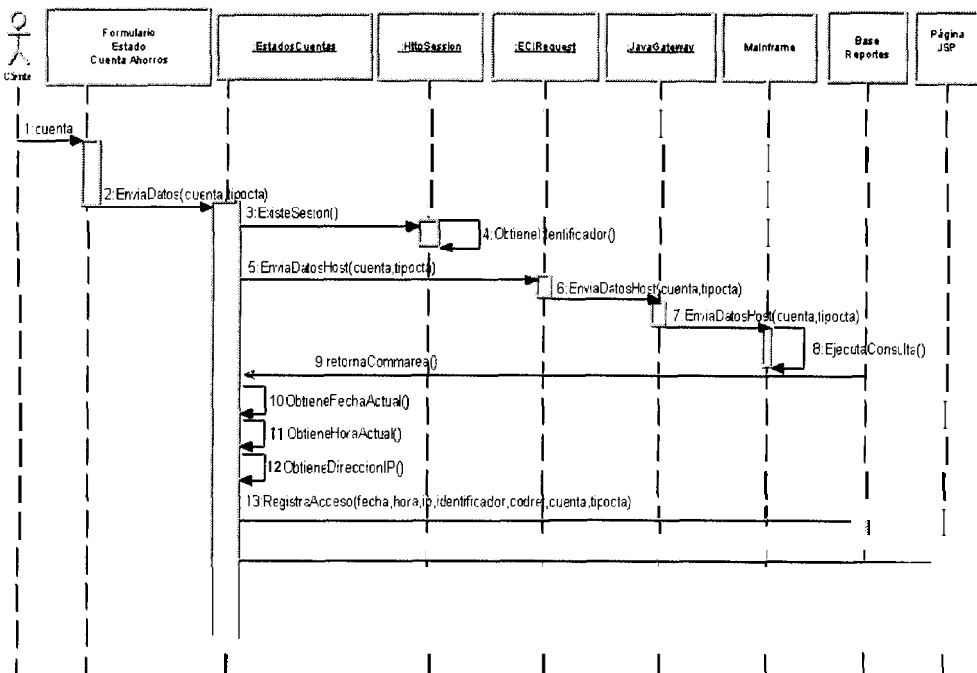 Formulario
Estado
Cuenta Ahorros
:EstadosCuentas
:HttpSession
:ECIRequest
:JavaGateway
Mainframe
Base
Reportes
Página
JSP
Cliente
1:cuenta
2:EnviaDatos(cuenta,tipocta)
3:ExisteSesion()
4:ObtieneIdentificador()
5:EnviaDatosHost(cuenta,tipocta)
6:EnviaDatosHost(cuenta,tipocta)
7:EnviaDatosHost(cuenta,tipocta)
8:EjecutaConsulta()
9 retornaCommarea()
10 ObtieneFechaActual()
11 ObtieneHoraActual()
12 ObtieneDireccionIP()
13:RegistraAcceso(fecha,hora,ip,identificador,codret,cuenta,tipocta)